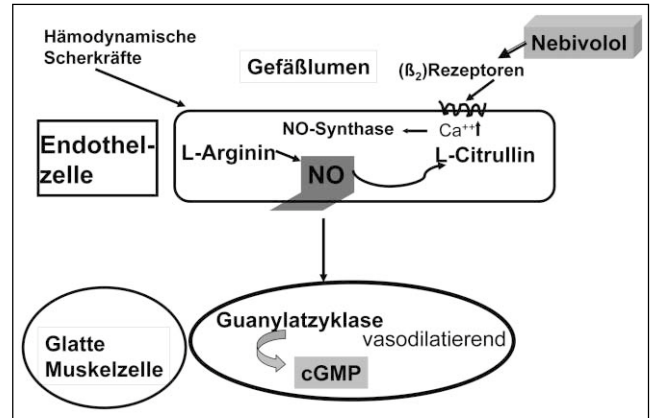 Hämodynamische
Scherkräfte
Gefäßlumen
Nebivolol
(ß₂)Rezeptoren
Endothel-
zelle
NO-Synthase
Ca⁺⁺
L-Arginin
L-Citrullin
NO
Glatte
Muskelzelle
Guanylatzyklase
vasodilatierend
cGMP